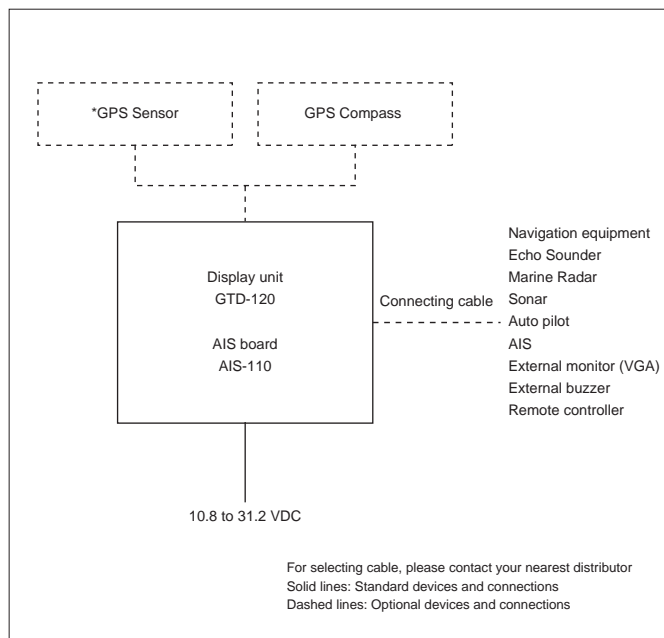 *GPS Sensor
GPS Compass
Display unit
GTD-120
AIS board
AIS-110
Connecting cable
Navigation equipment
Echo Sounder
Marine Radar
Sonar
Auto pilot
AIS
External monitor (VGA)
External buzzer
Remote controller
10.8 to 31.2 VDC
For selecting cable, please contact your nearest distributor
Solid lines: Standard devices and connections
Dashed lines: Optional devices and connections